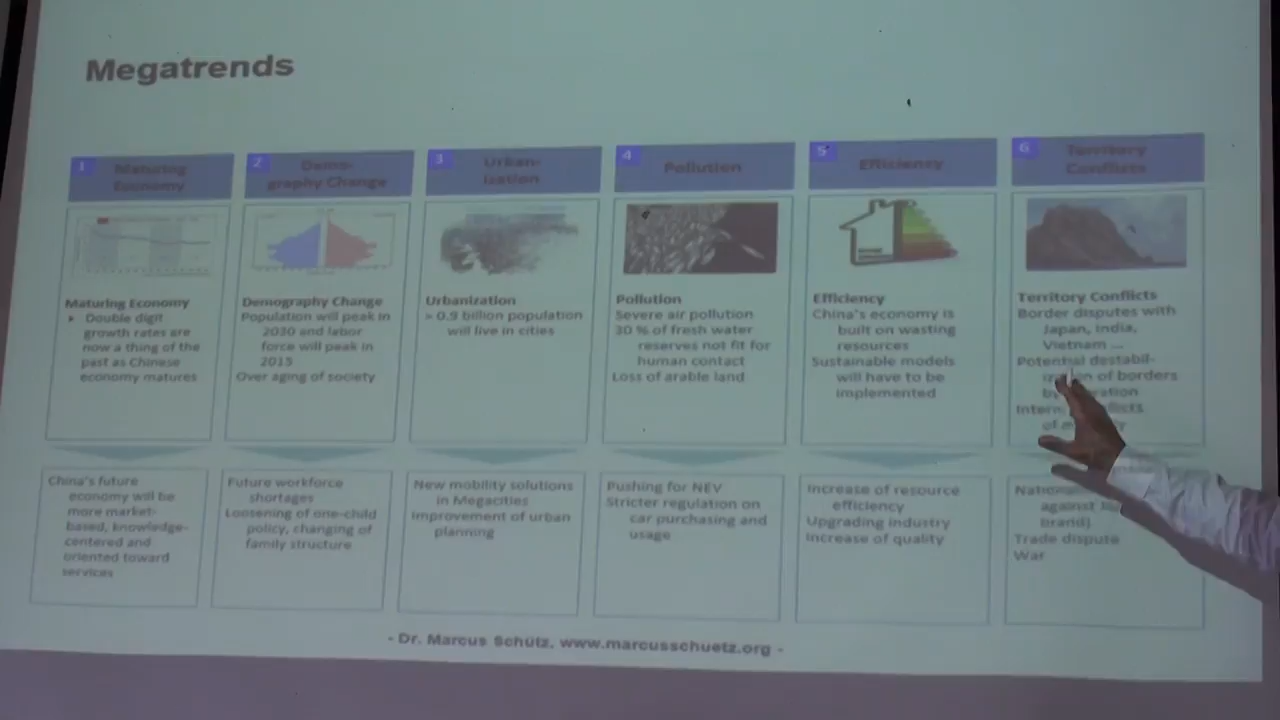 Megatrends
1
Maturing
Economy
2
Demo-
graphy Change
3
Urban-
ization
4
Pollution
5
Efficiency
6
Territory
Conflicts
Maturing Economy
Double digit
growth rates are
now a thing of the
past as Chinese
economy matures
Demography Change
Population will peak in
2030 and labor
force will peak in
2015
Over aging of society
Urbanization
> 0.9 billion population
will live in cities
Pollution
Severe air pollution
30 % of fresh water
reserves not fit for
human contact
Loss of arable land
Efficiency
China's economy is
built on wasting
resources
Sustainable models
will have to be
implemented
Territory Conflicts
Border disputes with
Japan, India,
Vietnam ...
Potential destabil-
of borders
China's future
economy will be
more market-
based, knowledge-
centered and
oriented toward
services
Future workforce
shortages
Loosening of one-child
policy, changing of
family structure
New mobility solutions
in Megacities
Improvement of urban
planning
Pushing for NEV
Stricter regulation on
car purchasing and
usage
Increase of resource
efficiency
Upgrading industry
Increase of quality
against
brand)
Trade dispute
War
- Dr. Marcus Schütz, www.marcusschuetz.org -